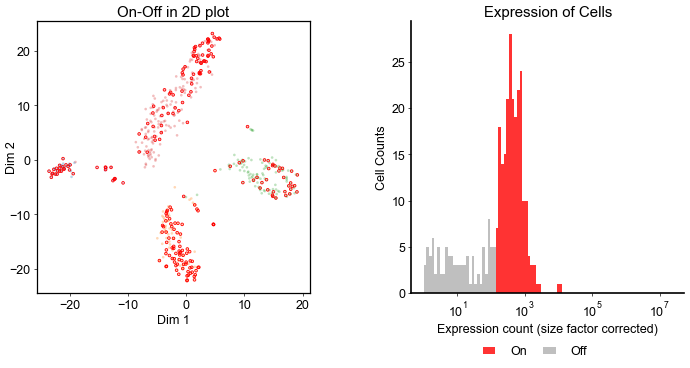 On-Off in 2D plot
Dim 2
20
10
0
−10
−20
−20 −10 0 10 20
Dim 1
Expression of Cells
Cell Counts
25
20
15
10
5
0
10^1 10^3 10^5 10^7
Expression count (size factor corrected)
On Off